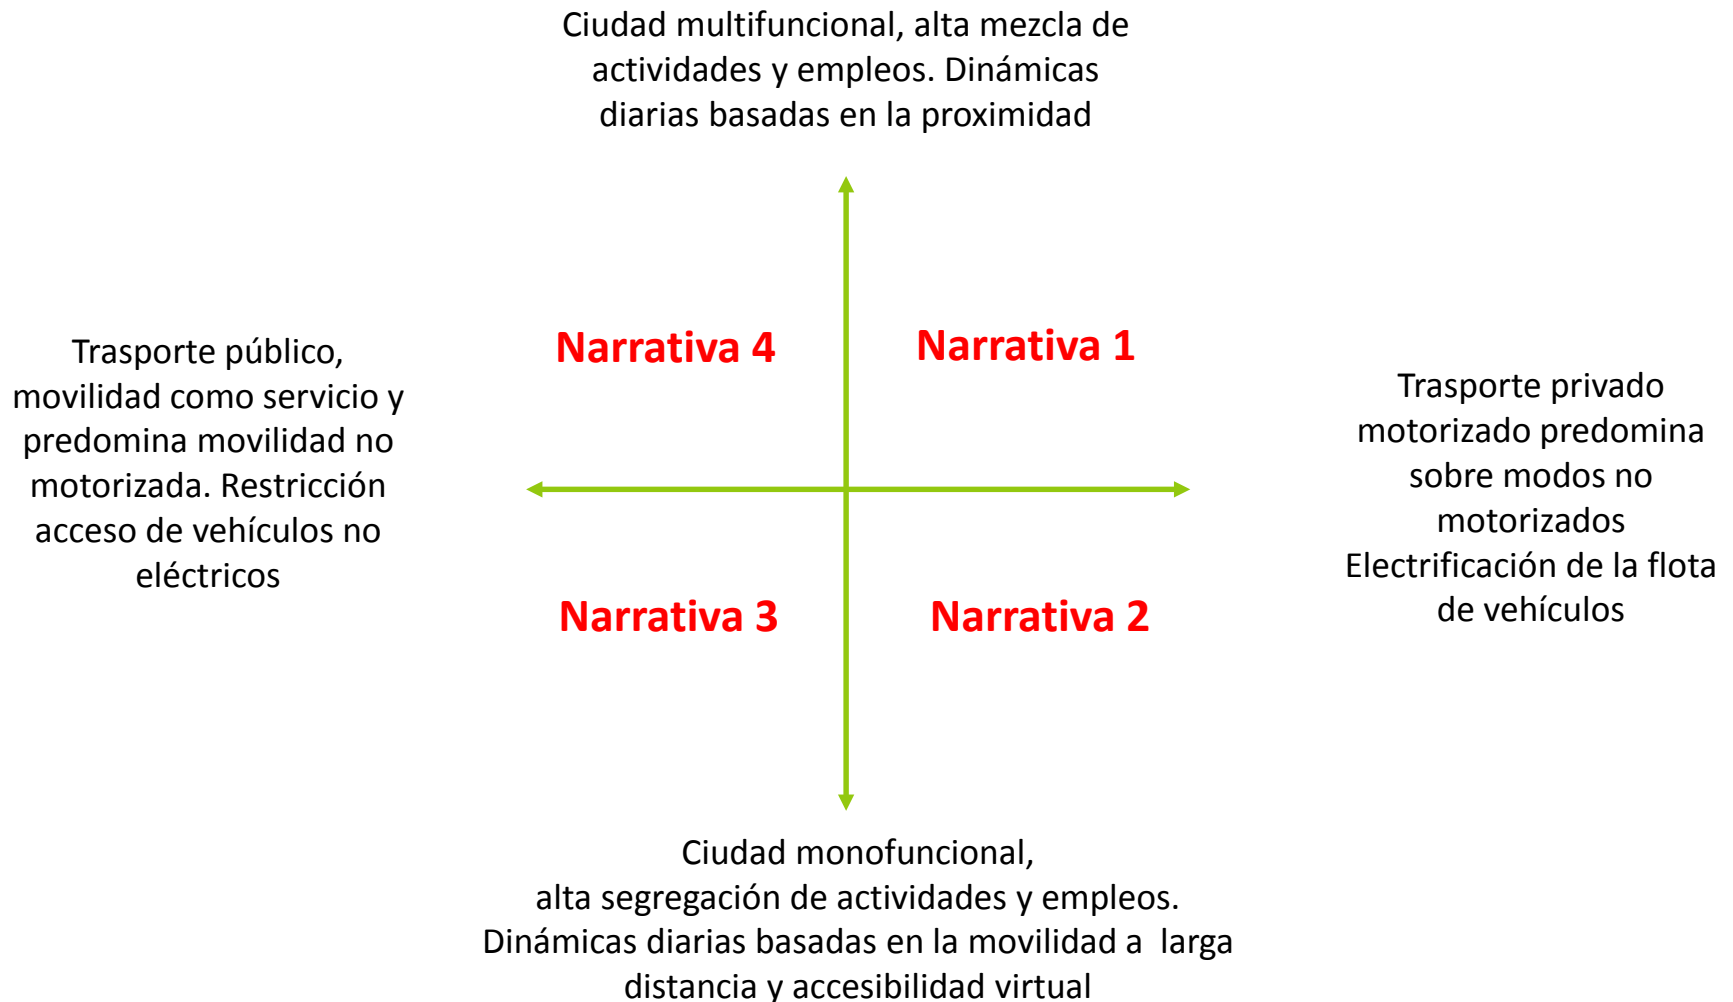 Ciudad multifuncional, alta mezcla de
actividades y empleos. Dinámicas
diarias basadas en la proximidad
Narrativa 4
Narrativa 1
Trasporte público,
movilidad como servicio y
predomina movilidad no
motorizada. Restricción
acceso de vehículos no
eléctricos
Trasporte privado
motorizado predomina
sobre modos no
motorizados
Electrificación de la flota
de vehículos
Narrativa 3
Narrativa 2
Ciudad monofuncional,
alta segregación de actividades y empleos.
Dinámicas diarias basadas en la movilidad a  larga
distancia y accesibilidad virtual